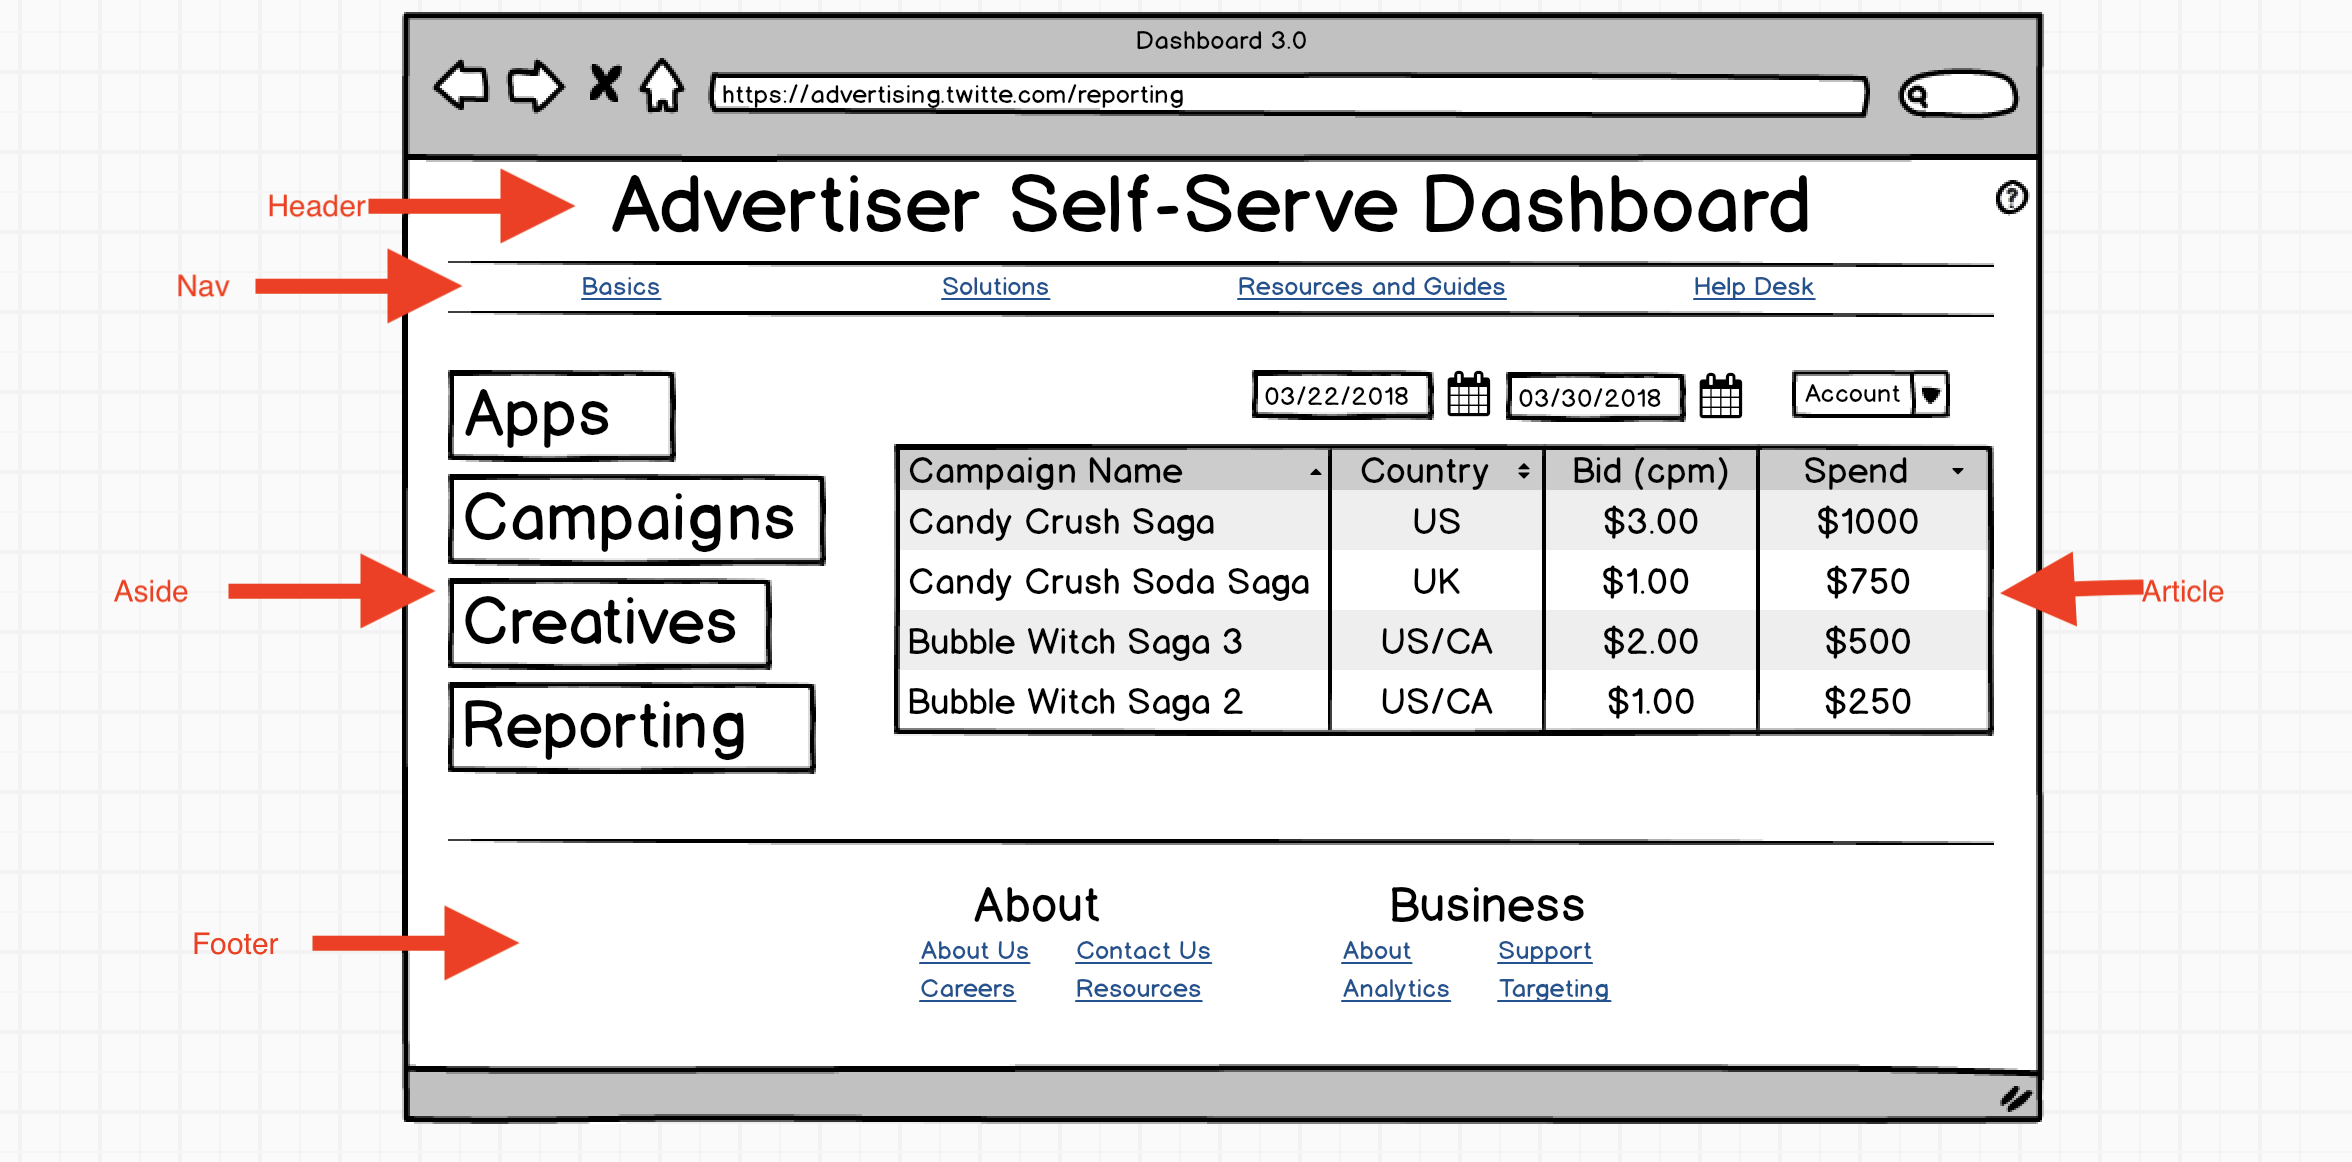 Dashboard 3.0
https://advertising.twitte.com/reporting
Header
Advertiser Self-Serve Dashboard
?
Nav
Basics Solutions Resources and Guides Help Desk
03/22/2018 03/30/2018 Account
Aside
Apps
Campaigns
Creatives
Reporting
Campaign Name Country Bid (cpm) Spend
Candy Crush Saga US $3.00 $1000
Candy Crush Soda Saga UK $1.00 $750
Bubble Witch Saga 3 US/CA $2.00 $500
Bubble Witch Saga 2 US/CA $1.00 $250
Article
Footer
About Business
About Us Contact Us About Support
Careers Resources Analytics Targeting